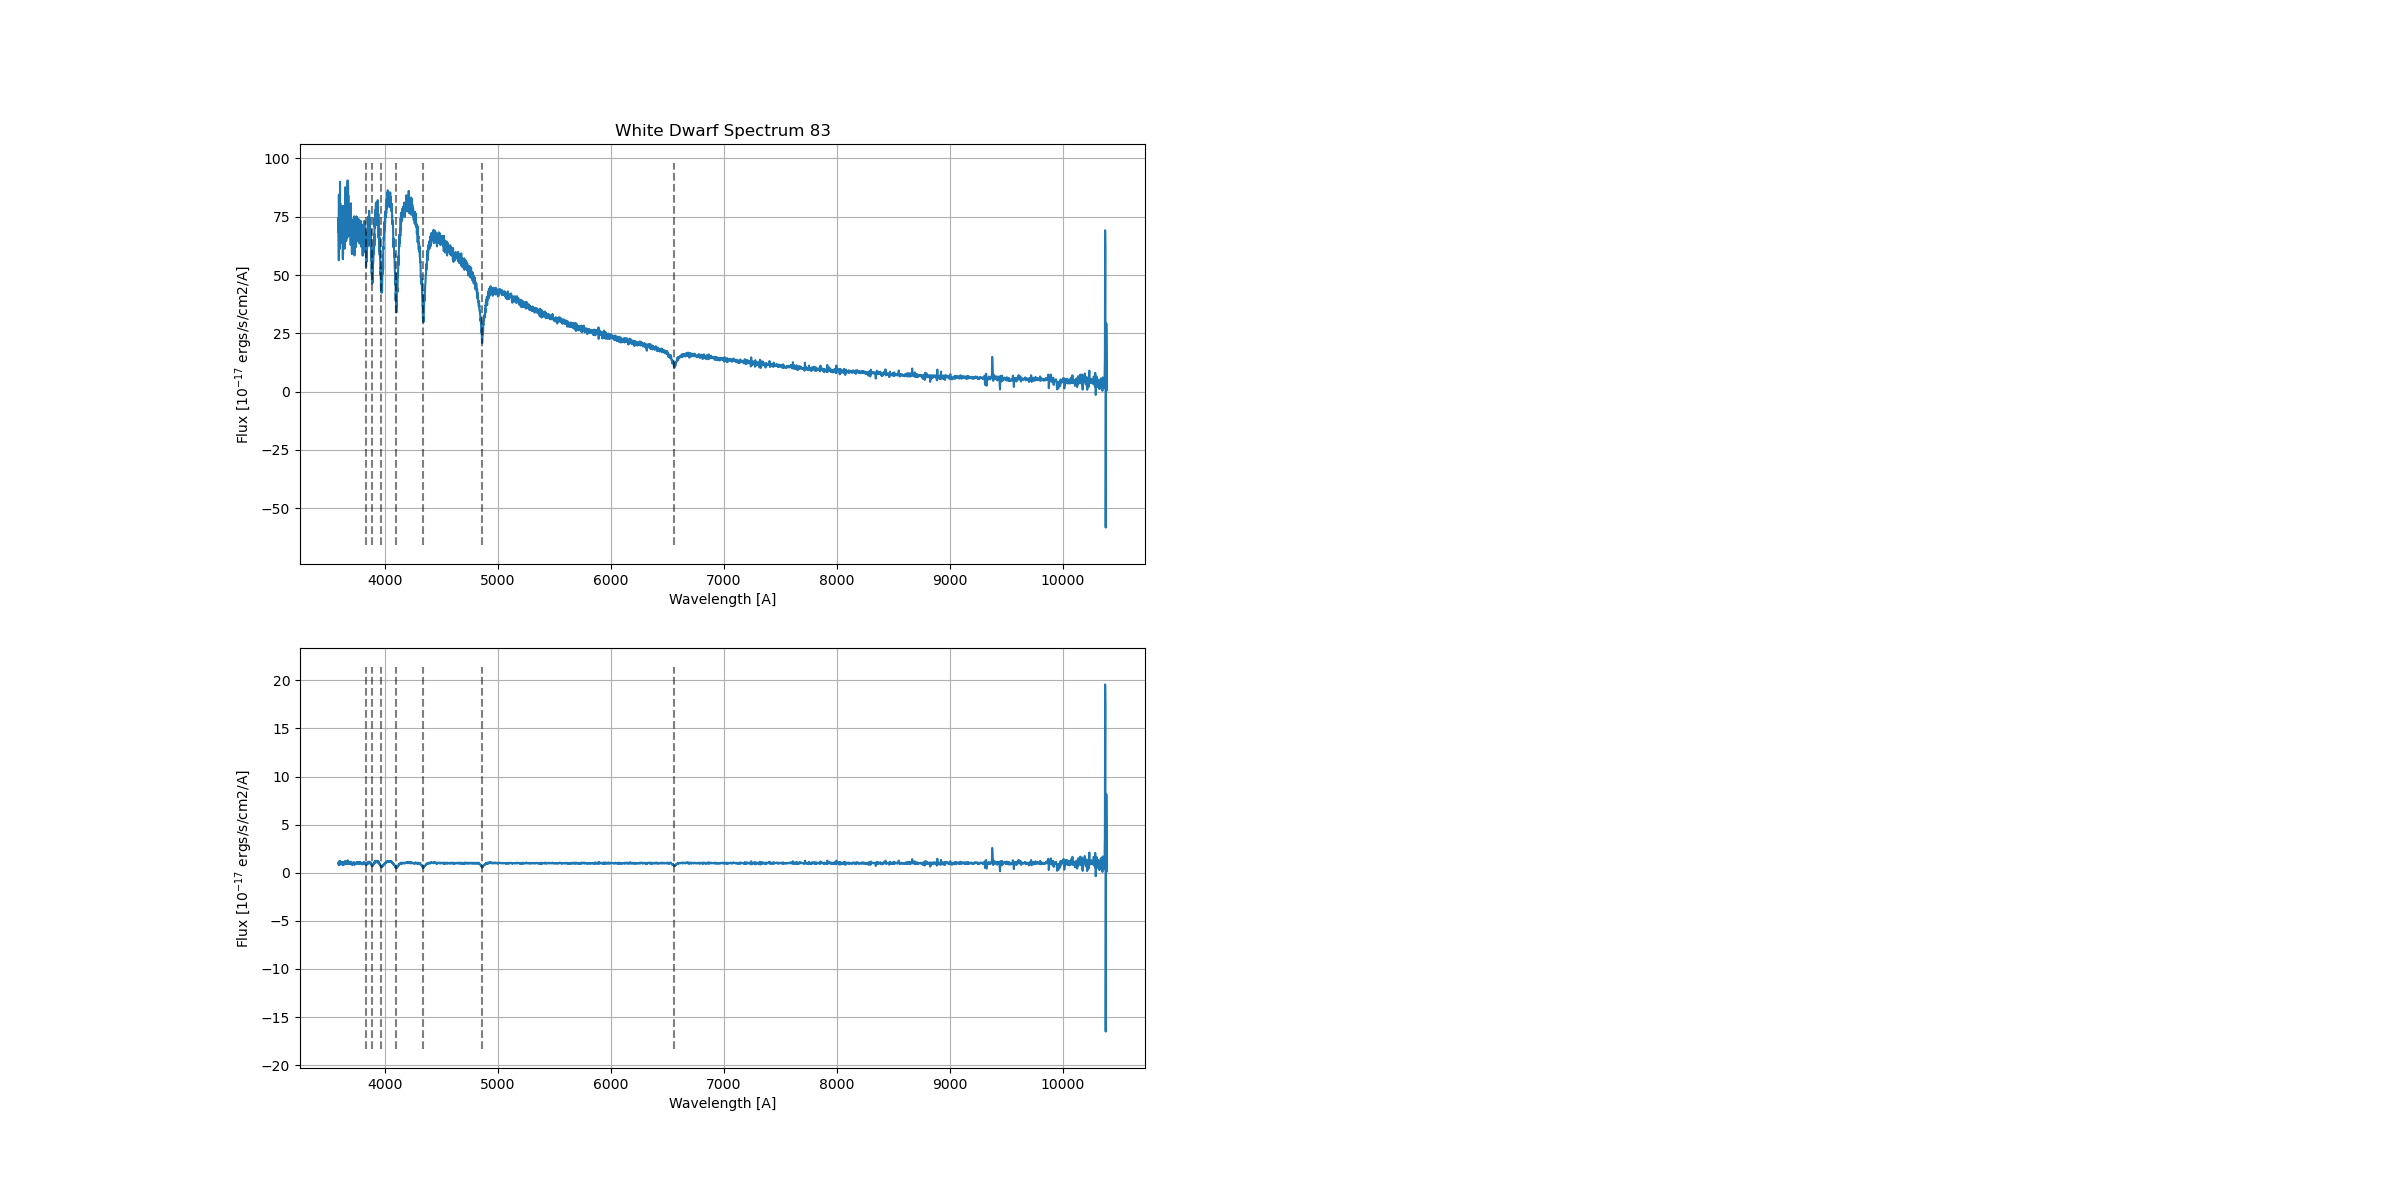 White Dwarf Spectrum 83
100
75
50
25
0
−25
−50
Flux [10⁻¹⁷ ergs/s/cm2/A]
4000 5000 6000 7000 8000 9000 10000
Wavelength [A]
20
15
10
5
0
−5
−10
−15
−20
Flux [10⁻¹⁷ ergs/s/cm2/A]
4000 5000 6000 7000 8000 9000 10000
Wavelength [A]